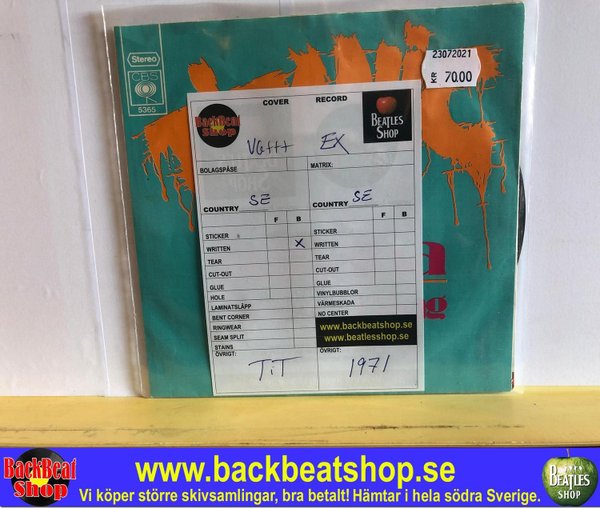 Stereo
CBS
5365
23072021
KR 70.00
COVER RECORD
BackBeat Shop
BEATLES SHOP
VG+++ EX
BOLAGSPÅSE MATRIX:
SE SE
COUNTRY COUNTRY
F B F B
STICKER STICKER
WRITTEN X WRITTEN
TEAR TEAR
CUT-OUT CUT-OUT
GLUE GLUE
HOLE VINYLBUBBLOR
LAMINATSLÄPP VÄRMESKADA
BENT CORNER NO CENTER
RINGWEAR www.backbeatshop.se
SEAM SPLIT www.beatlesshop.se
STAINS
ÖVRIGT: ÖVRIGT:
TiT 1971
a
g
BackBeat Shop
www.backbeatshop.se
Vi köper större skivsamlingar, bra betalt! Hämtar i hela södra Sverige.
BEATLES SHOP